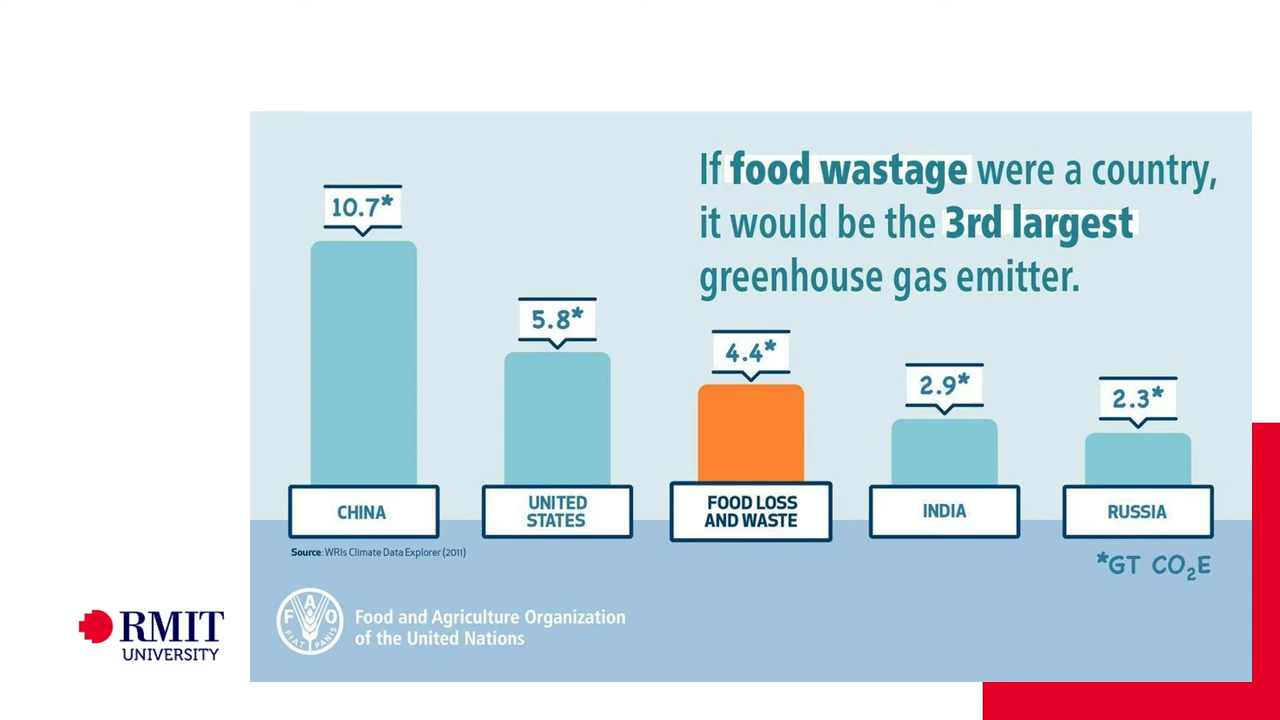 If food wastage were a country,
it would be the 3rd largest
greenhouse gas emitter.
10.7*
5.8*
4.4*
2.9*
2.3*
CHINA
UNITED
STATES
FOOD LOSS
AND WASTE
INDIA
RUSSIA
Source: WRIs Climate Data Explorer (2011)
*GT CO₂E
FAO
FIAT PANIS
Food and Agriculture Organization
of the United Nations
RMIT
UNIVERSITY